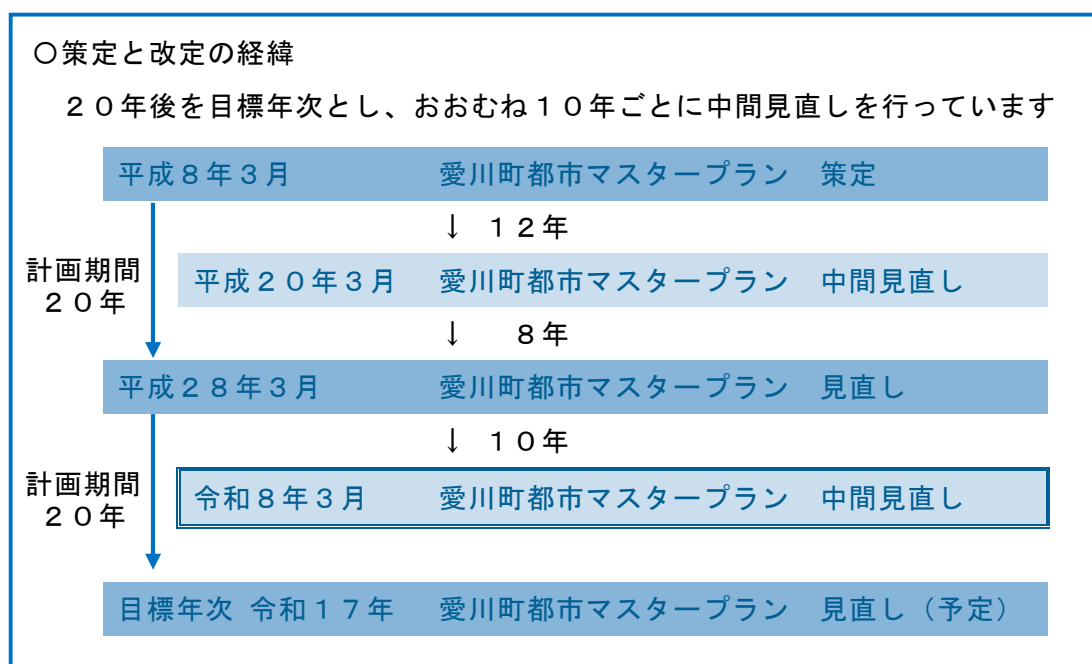 〇策定と改定の経緯
２０年後を目標年次とし、おおむね１０年ごとに中間見直しを行っています
平成８年３月　愛川町都市マスタープラン　策定
↓　１２年
計画期間
２０年
平成２０年３月　愛川町都市マスタープラン　中間見直し
↓　８年
平成２８年３月　愛川町都市マスタープラン　見直し
↓　１０年
計画期間
２０年
令和８年３月　愛川町都市マスタープラン　中間見直し
目標年次 令和１７年　愛川町都市マスタープラン　見直し（予定）